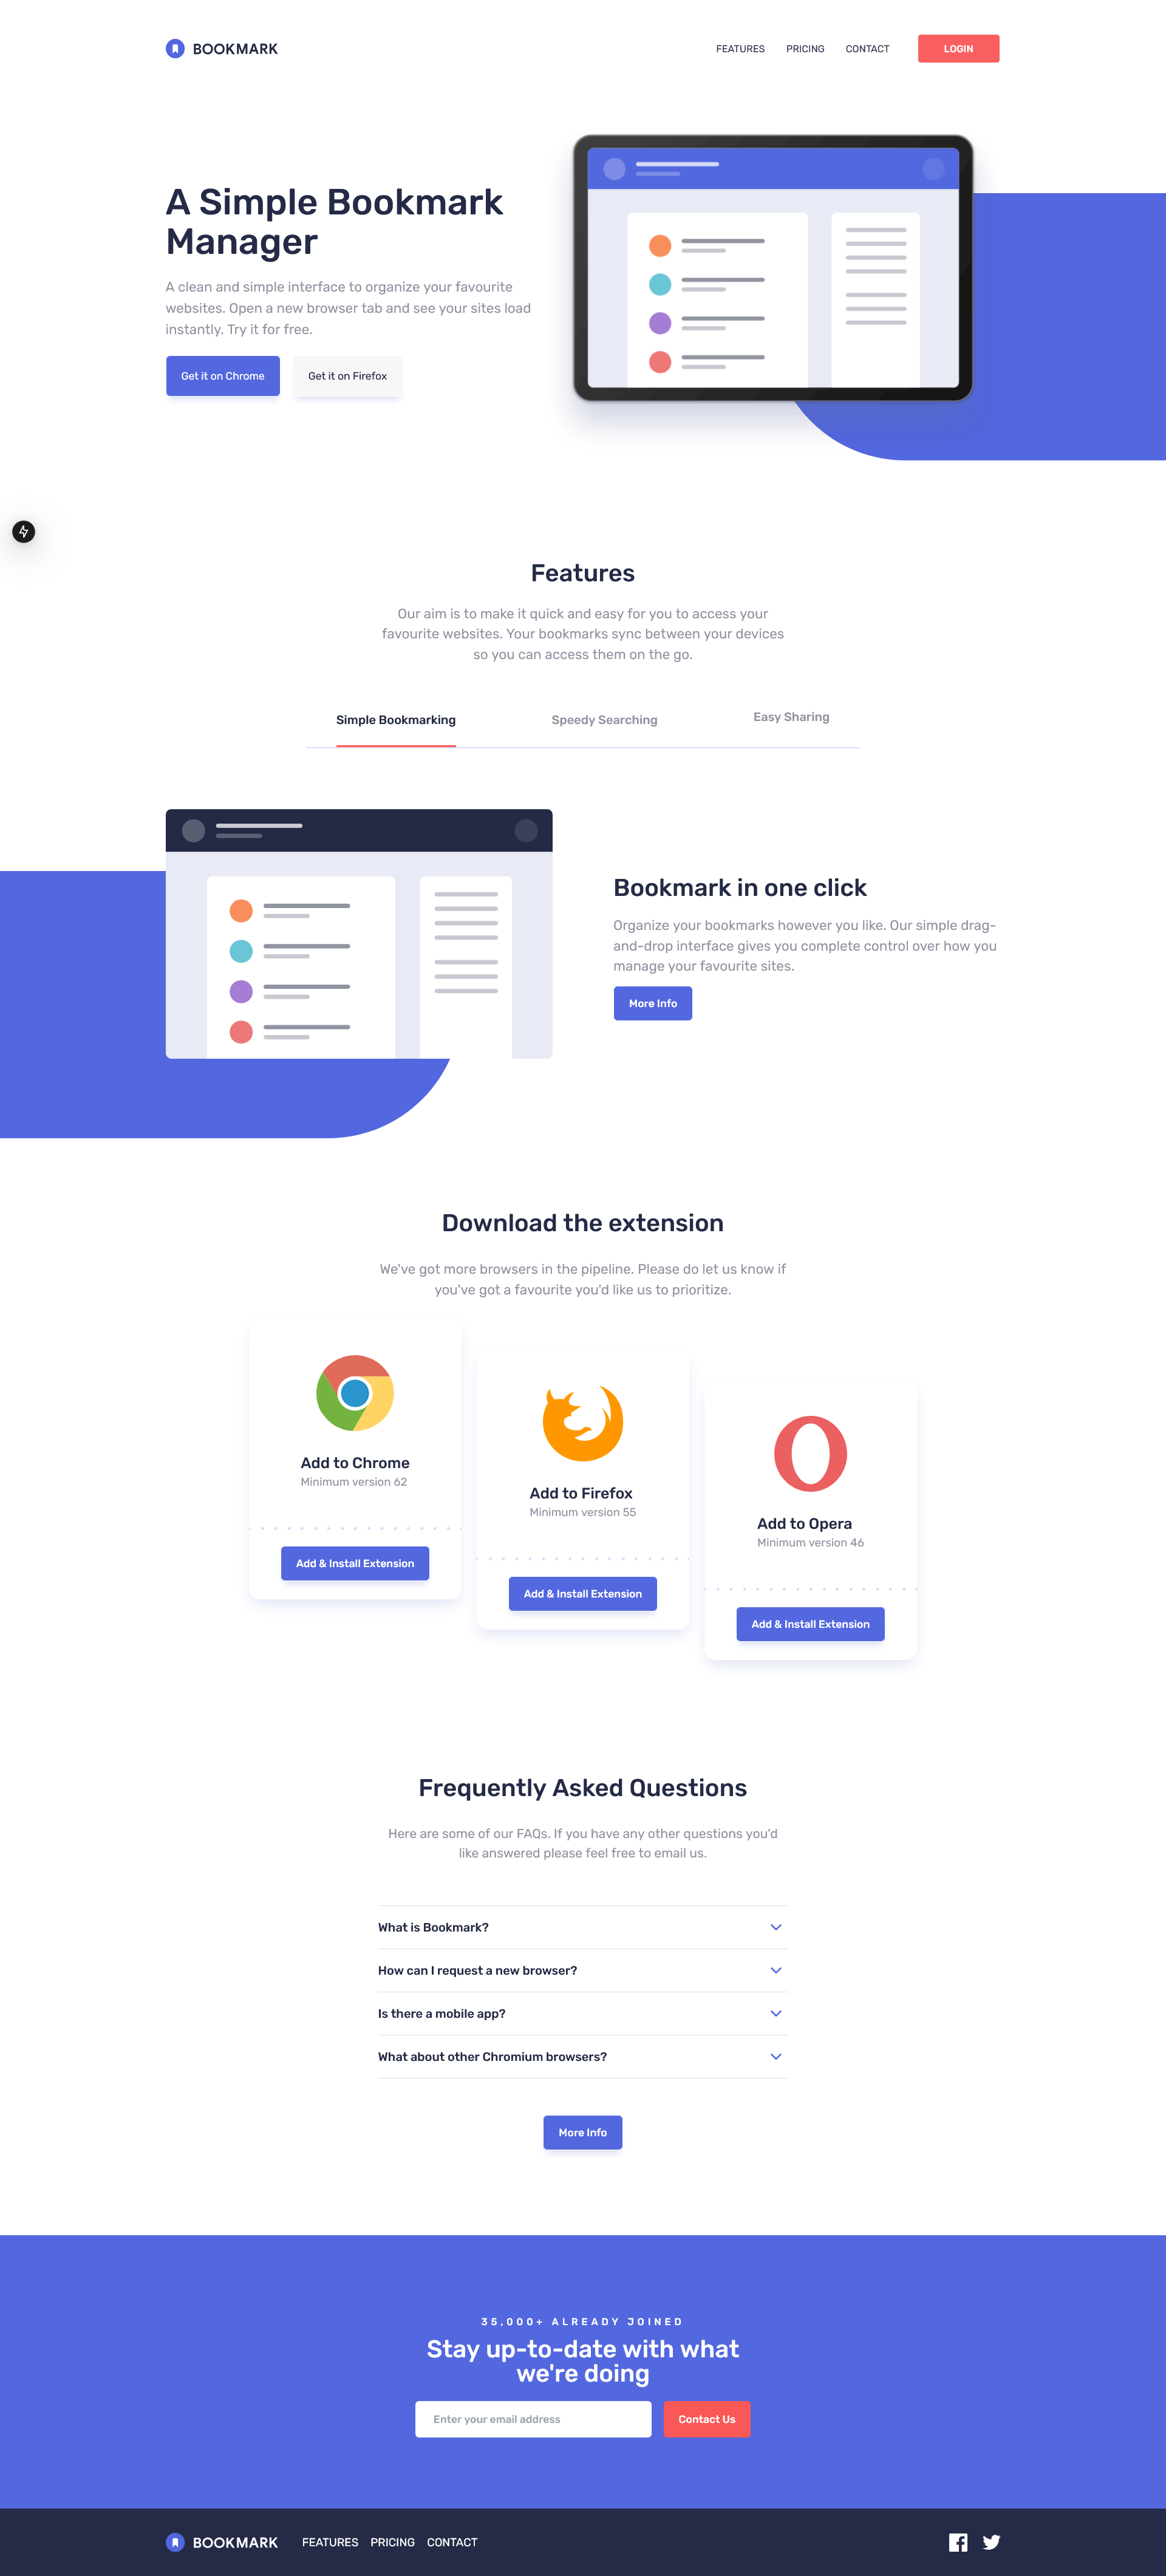 BOOKMARK
FEATURES PRICING CONTACT LOGIN
A Simple Bookmark
Manager
A clean and simple interface to organize your favourite
websites. Open a new browser tab and see your sites load
instantly. Try it for free.
Get it on Chrome Get it on Firefox
Features
Our aim is to make it quick and easy for you to access your
favourite websites. Your bookmarks sync between your devices
so you can access them on the go.
Simple Bookmarking Speedy Searching Easy Sharing
Bookmark in one click
Organize your bookmarks however you like. Our simple drag-
and-drop interface gives you complete control over how you
manage your favourite sites.
More Info
Download the extension
We've got more browsers in the pipeline. Please do let us know if
you've got a favourite you'd like us to prioritize.
Add to Chrome
Minimum version 62
Add & Install Extension
Add to Firefox
Minimum version 55
Add & Install Extension
Add to Opera
Minimum version 46
Add & Install Extension
Frequently Asked Questions
Here are some of our FAQs. If you have any other questions you'd
like answered please feel free to email us.
What is Bookmark?
How can I request a new browser?
Is there a mobile app?
What about other Chromium browsers?
More Info
35,000+ ALREADY JOINED
Stay up-to-date with what
we're doing
Enter your email address Contact Us
BOOKMARK FEATURES PRICING CONTACT